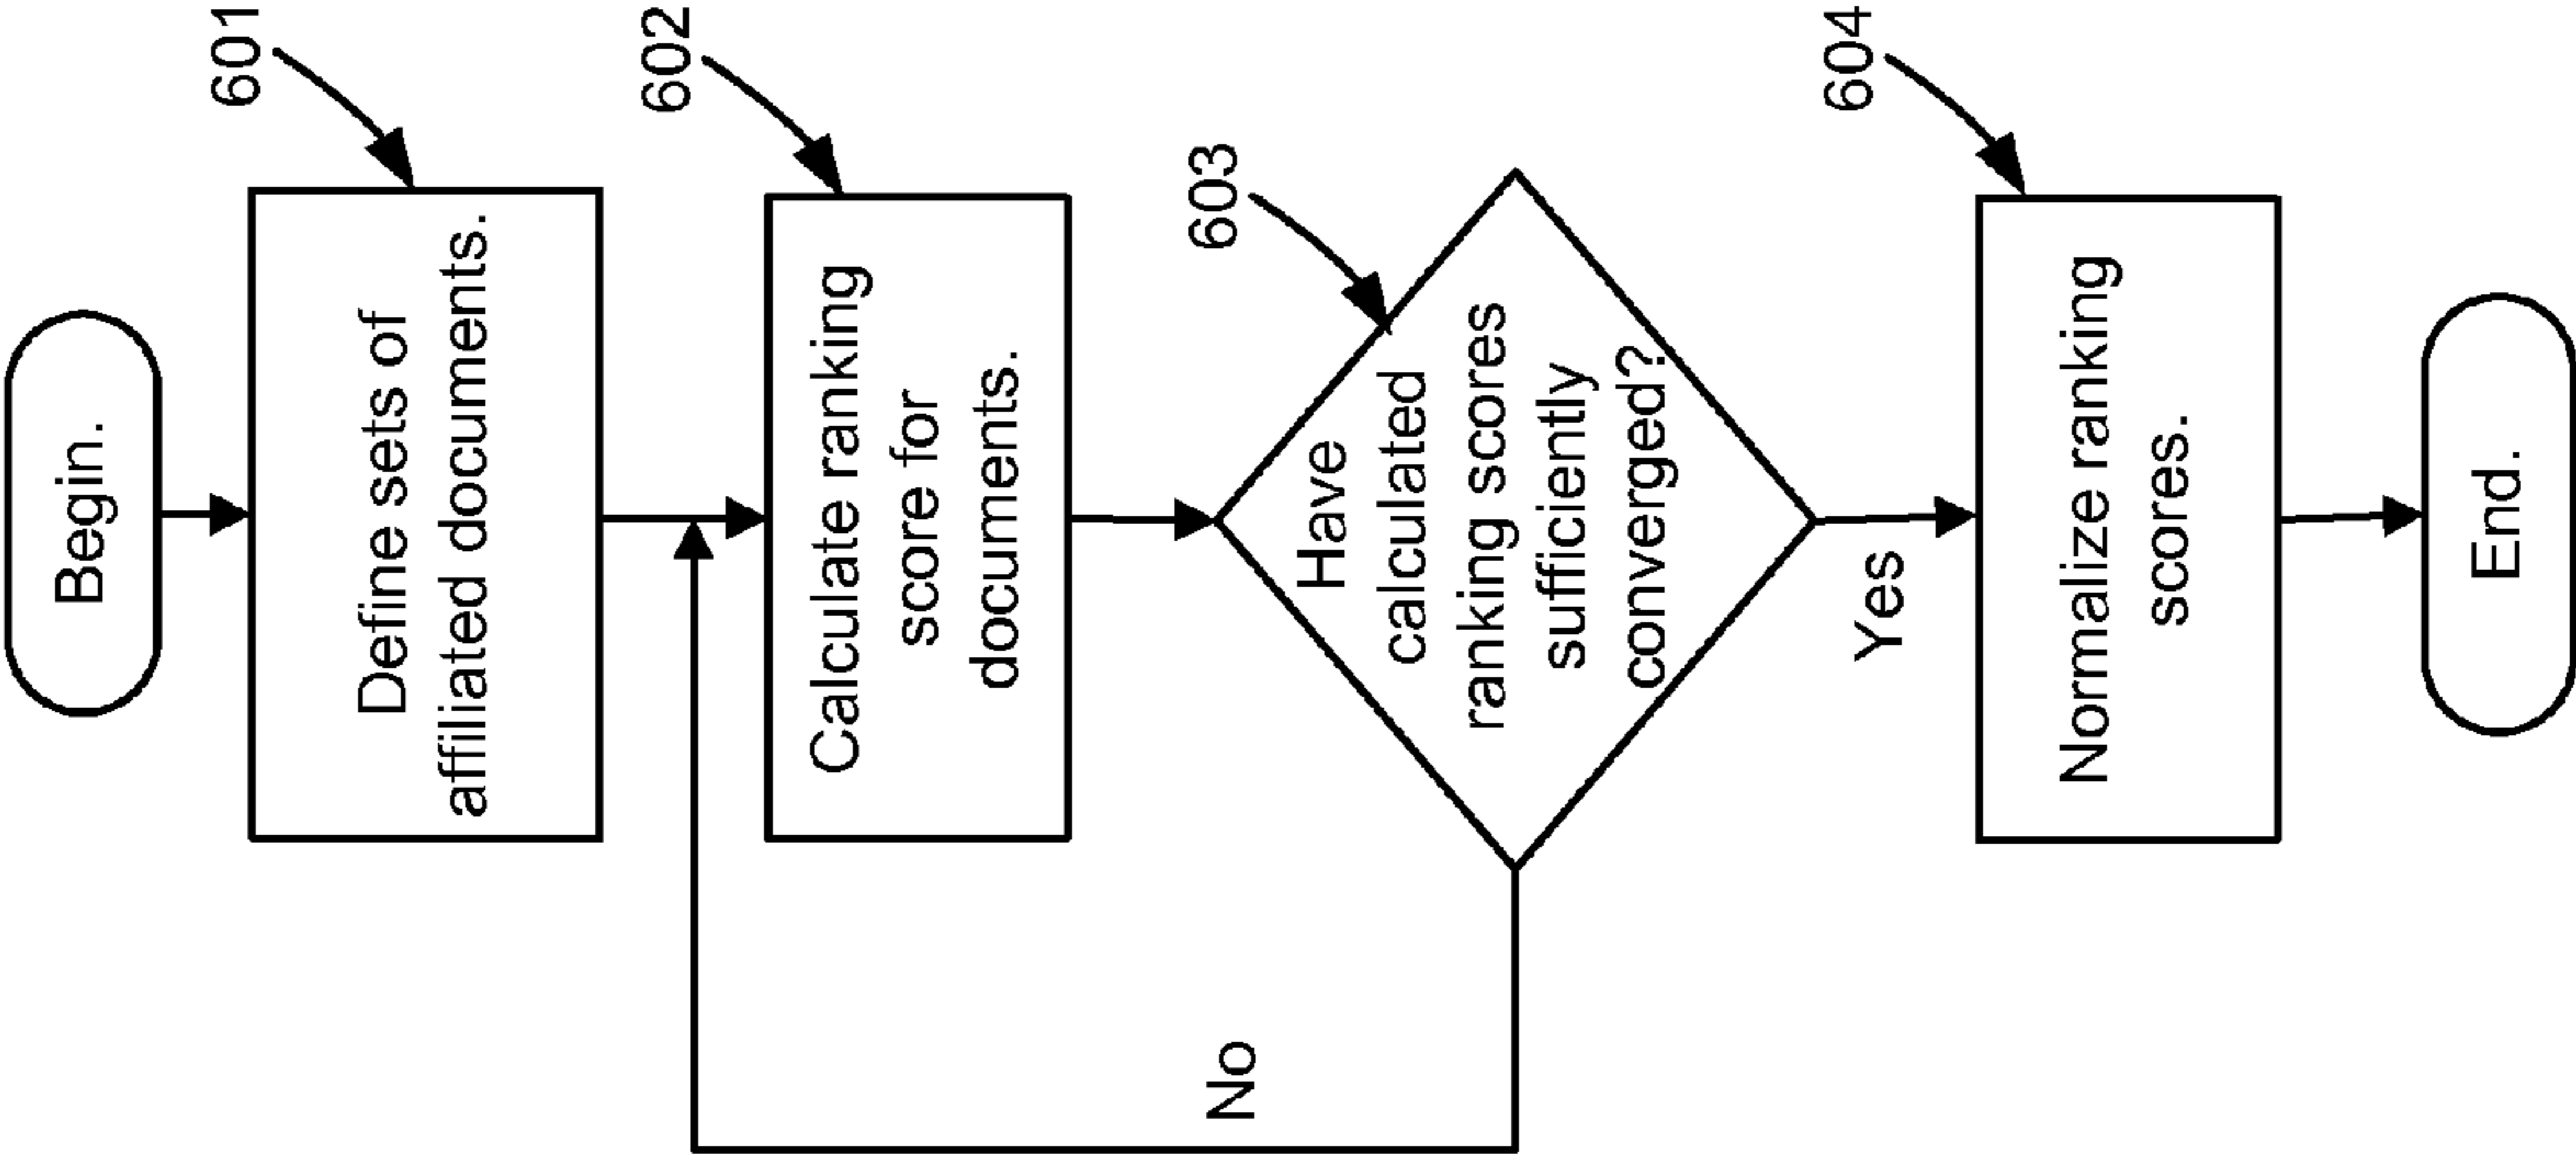 Begin.
601
Define sets of
affiliated documents.
602
Calculate ranking
score for
documents.
603
Have
calculated
ranking scores
sufficiently
converged?
No
Yes
604
Normalize ranking
scores.
End.